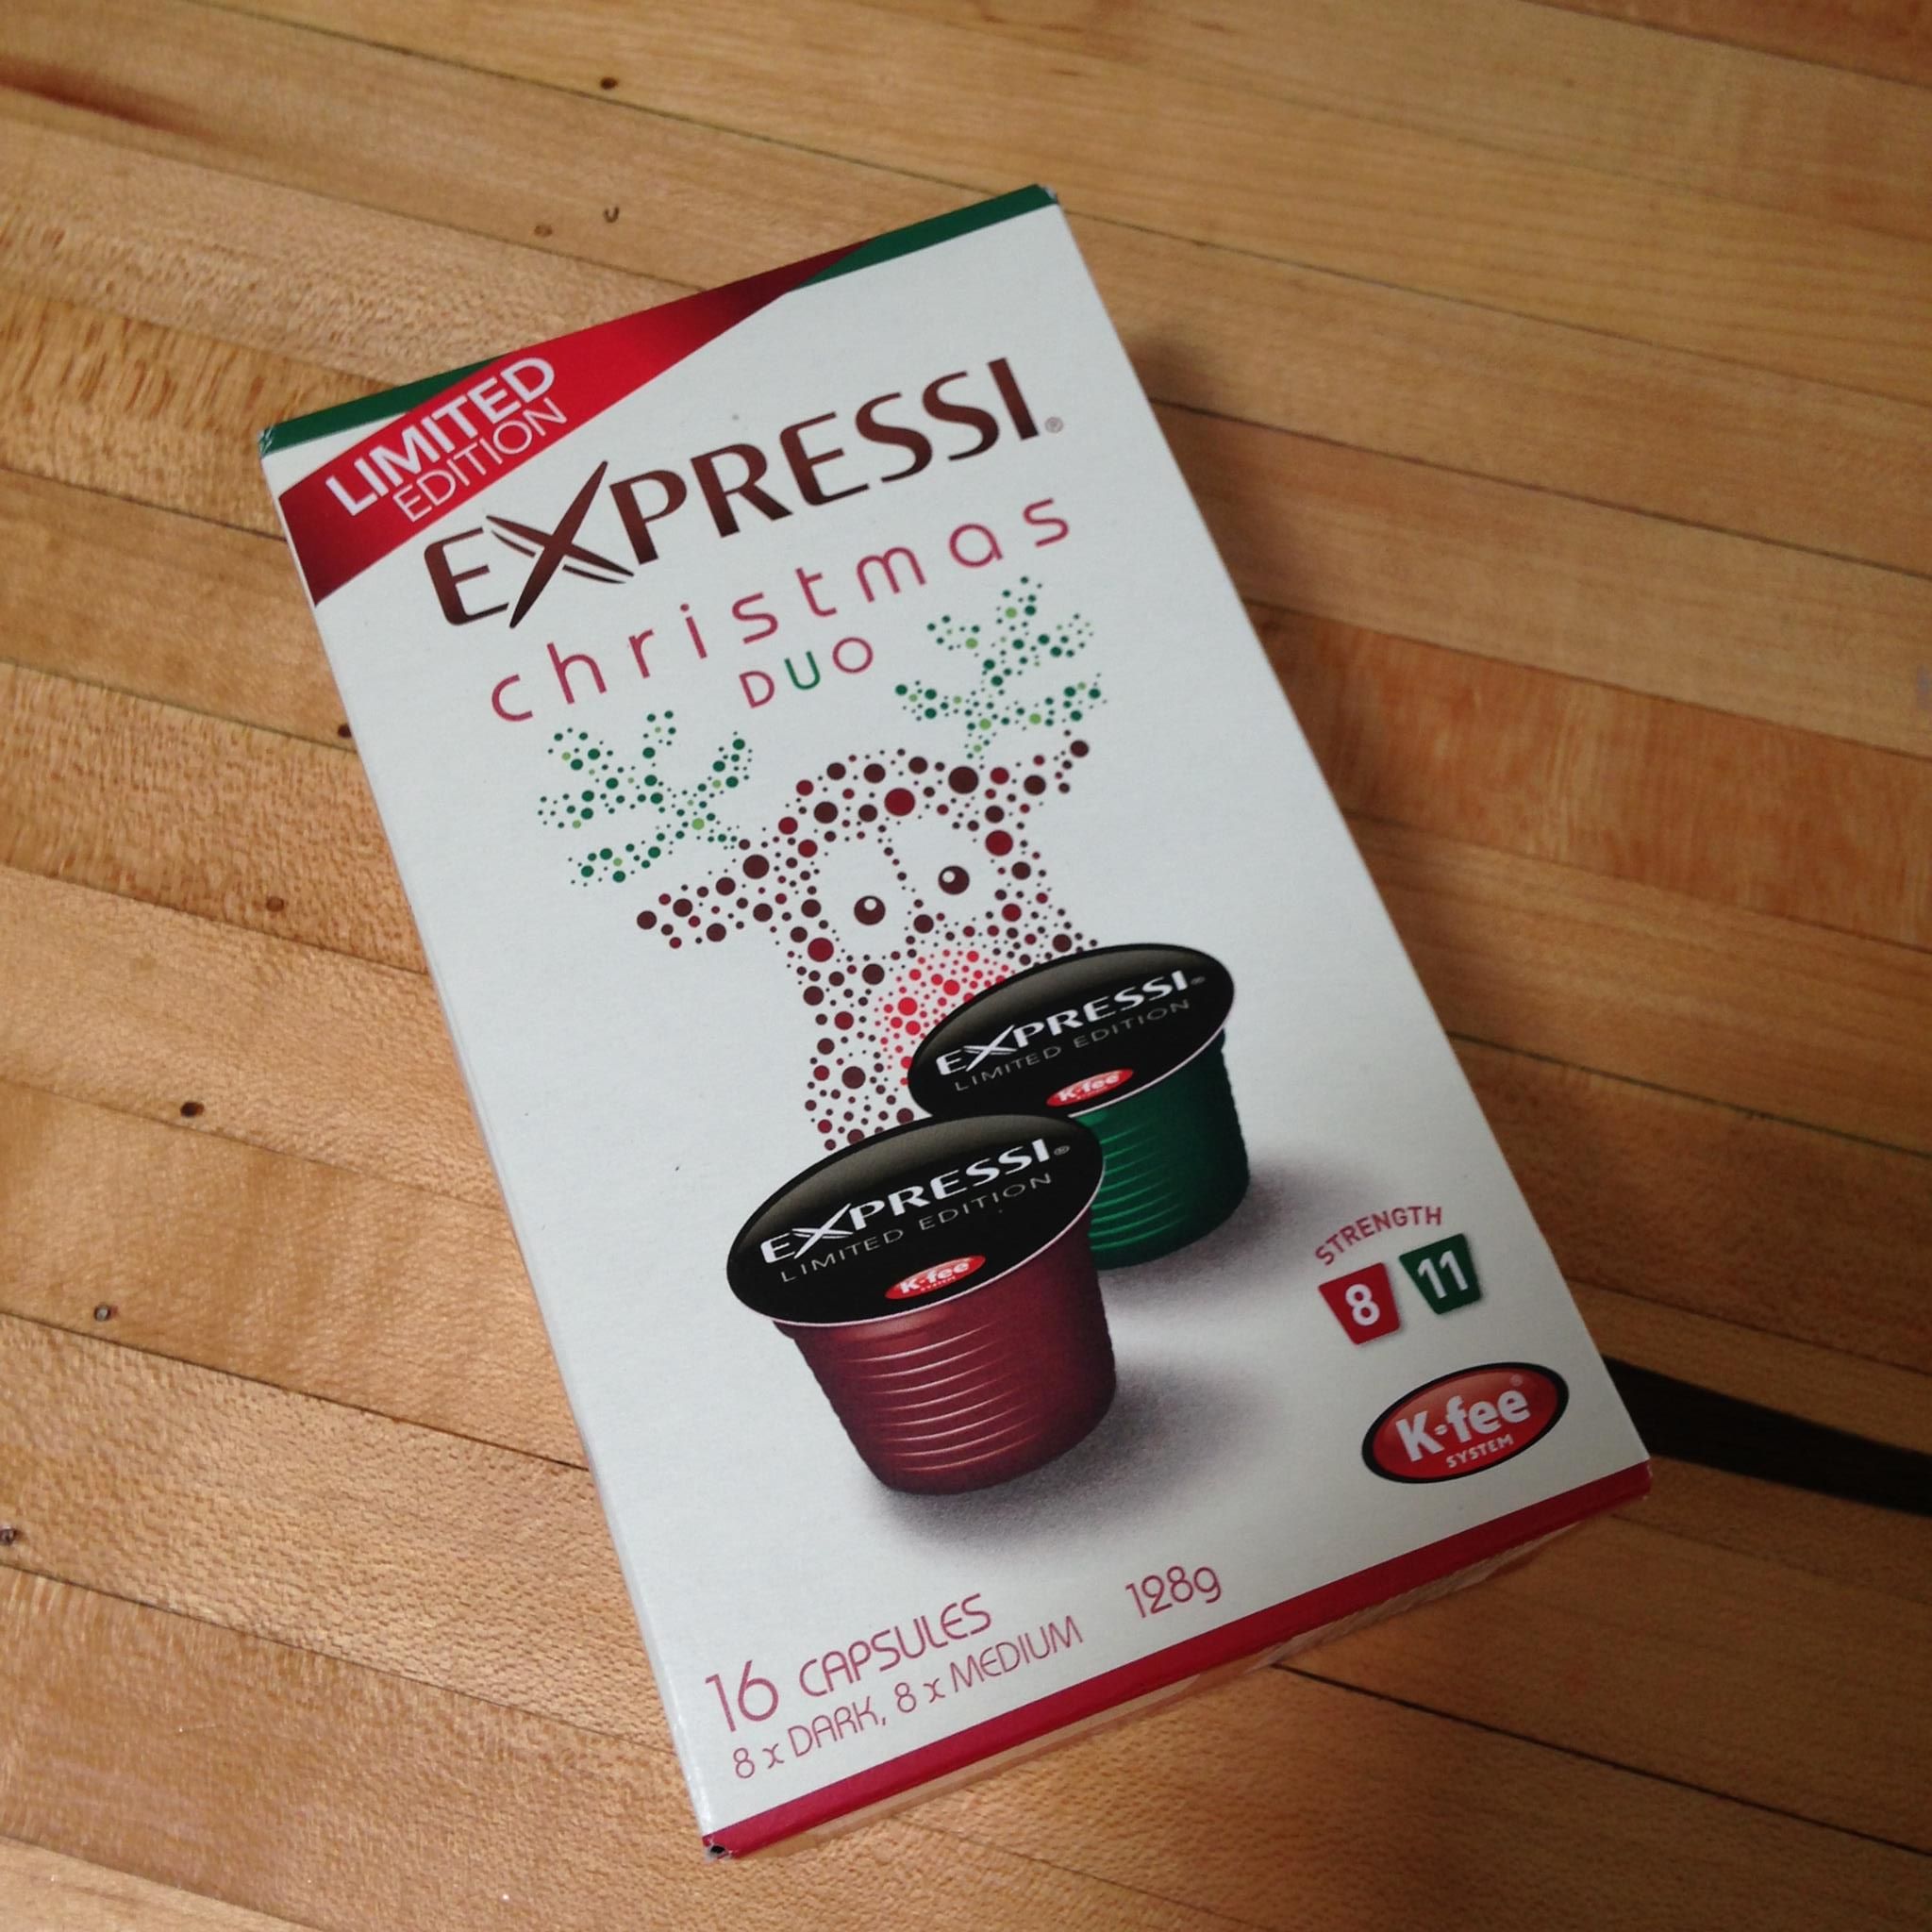 LIMITED
EDITION
EXPRESSI®
christmas
DUO
EXPRESSI®
LIMITED EDITION
K-fee
EXPRESSI®
LIMITED EDITION
K-fee
STRENGTH
8 11
K-fee®
SYSTEM
16 CAPSULES 128g
8 x DARK, 8 x MEDIUM